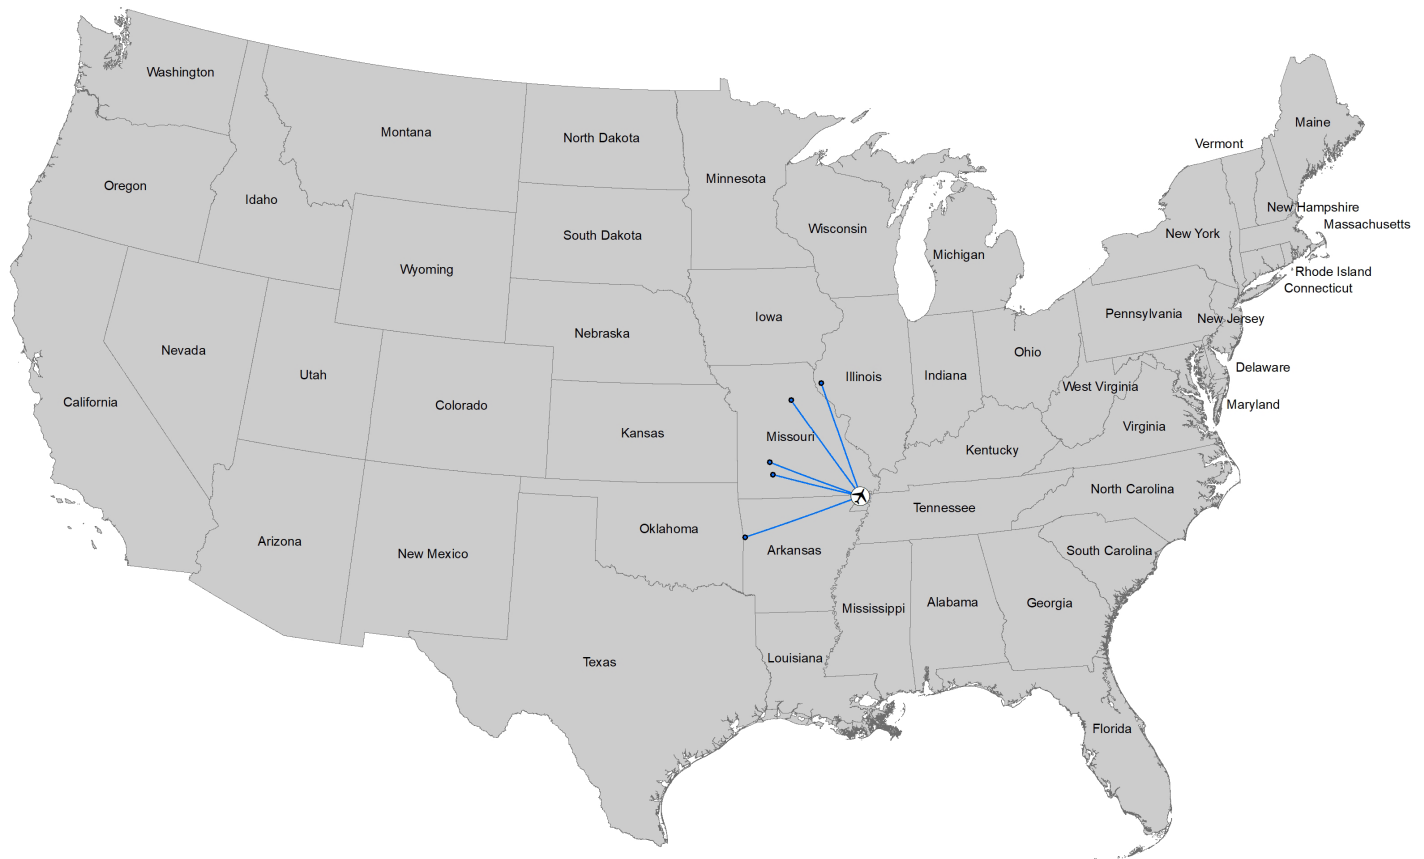 Washington
Montana
North Dakota
Minnesota
Maine
Vermont
Oregon
Idaho
New Hampshire
Massachusetts
Wisconsin
New York
South Dakota
Michigan
Wyoming
Rhode Island
Connecticut
Pennsylvania
New Jersey
Iowa
Nebraska
Ohio
Nevada
Delaware
Utah
Illinois
Indiana
West Virginia
California
Colorado
Maryland
Virginia
Kansas
Missouri
Kentucky
North Carolina
Tennessee
Oklahoma
Arizona
New Mexico
Arkansas
South Carolina
Alabama
Georgia
Mississippi
Louisiana
Texas
Florida